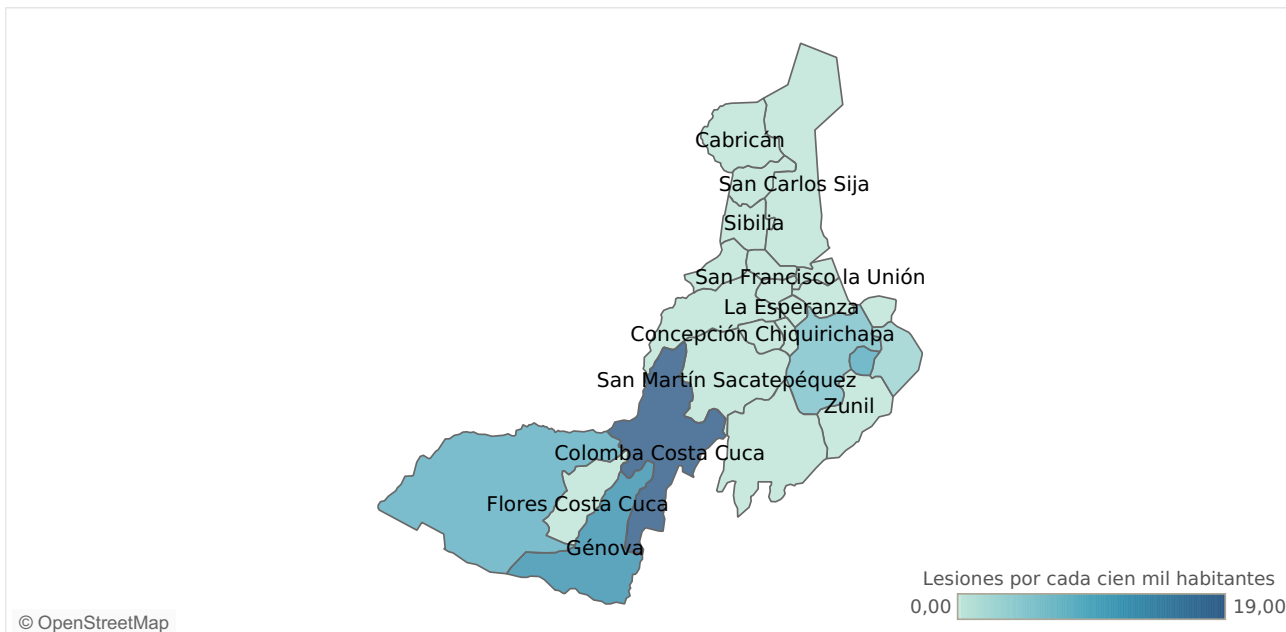 Cabricán
San Carlos Sija
Sibilia
San Francisco la Unión
La Esperanza
Concepción Chiquirichapa
San Martín Sacatepéquez
Zunil
Colomba Costa Cuca
Flores Costa Cuca
Génova
Lesiones por cada cien mil habitantes
0,00 19,00
© OpenStreetMap